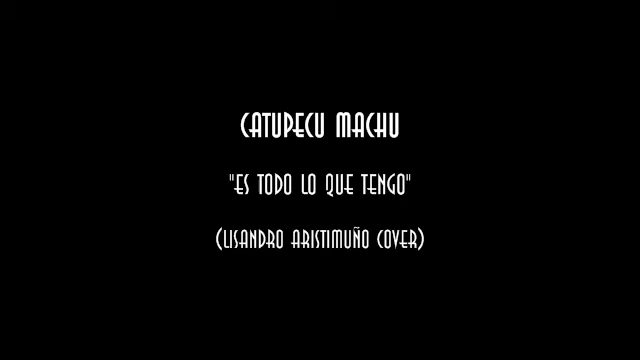 CATUPECU MACHU
"ES TODO LO QUE TENGO"
(LISANDRO ARISTIMUÑO COVER)